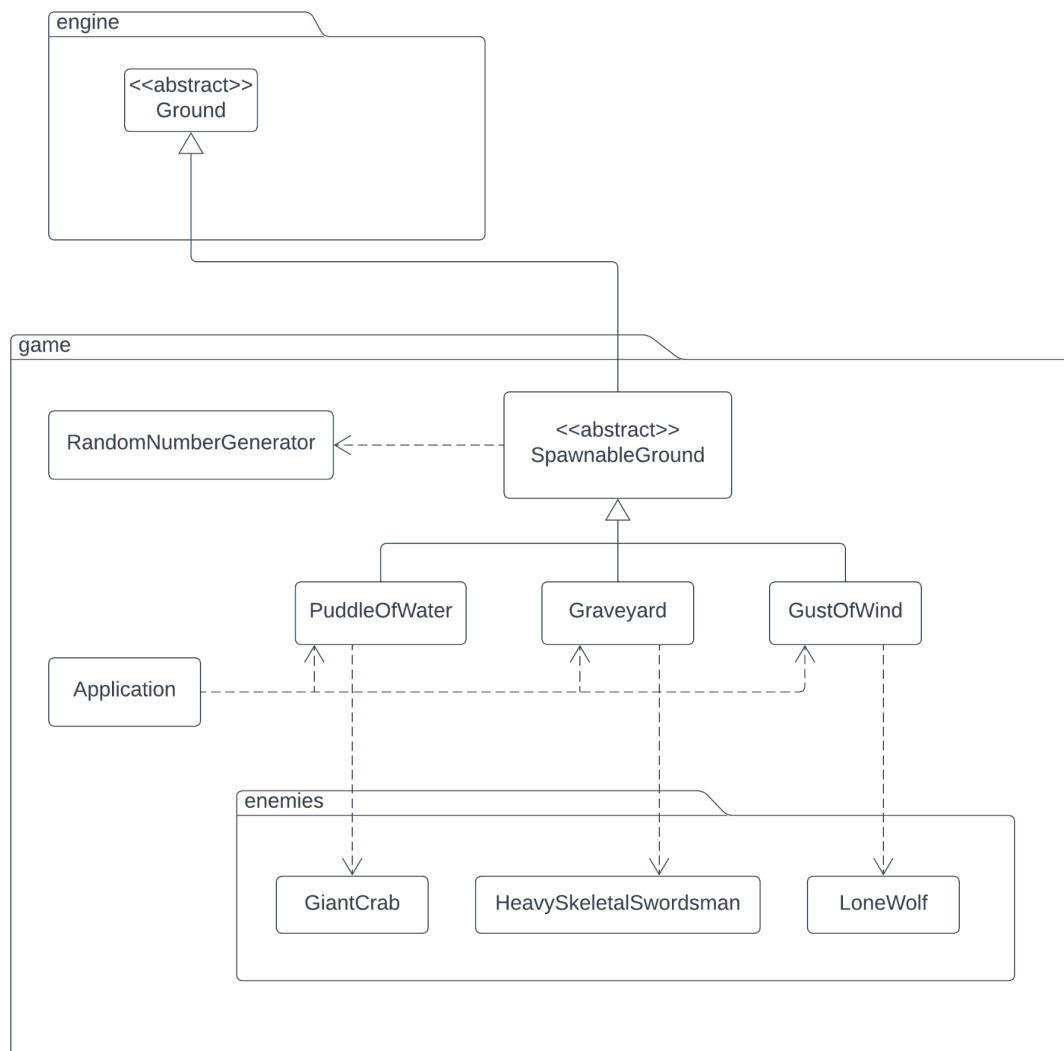 engine
<<abstract>>
Ground
game
RandomNumberGenerator
<<abstract>>
SpawnableGround
PuddleOfWater
Graveyard
GustOfWind
Application
enemies
GiantCrab
HeavySkeletalSwordsman
LoneWolf